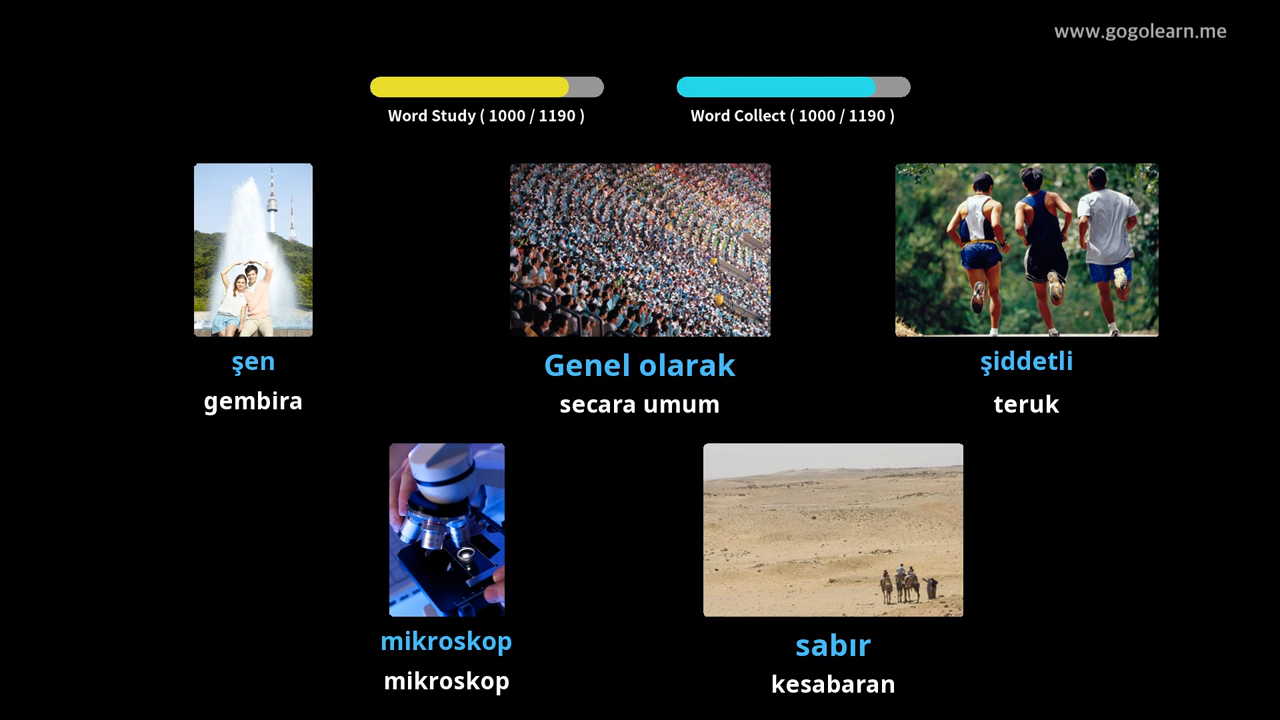 www.gogolearn.me
Word Study ( 1000 / 1190 )
Word Collect ( 1000 / 1190 )
şen
gembira
Genel olarak
secara umum
şiddetli
teruk
mikroskop
mikroskop
sabır
kesabaran